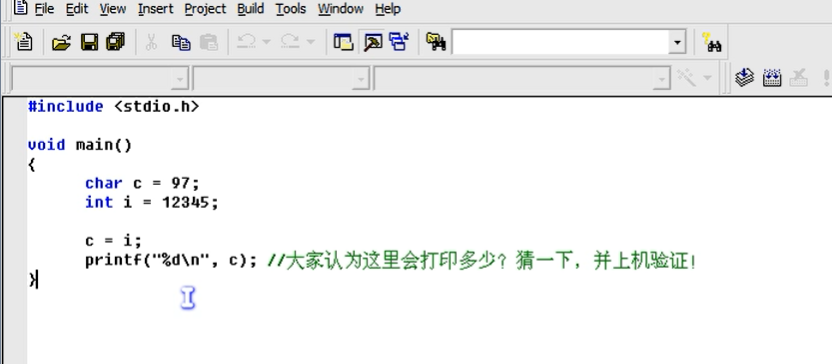 File Edit View Insert Project Build Tools Window Help
#include <stdio.h>
void main()
{
char c = 97;
int i = 12345;
c = i;
printf("%d\n", c); //大家认为这里会打印多少？猜一下，并上机验证！
}